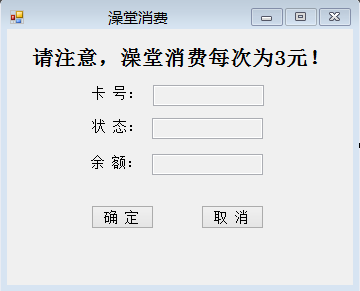 澡堂消费
请注意，澡堂消费每次为3元！
卡 号：
状 态：
余 额：
确 定 取 消